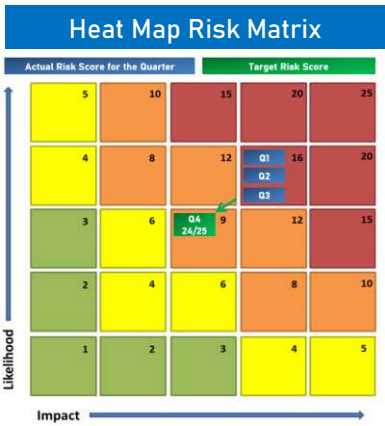 Heat Map Risk Matrix
Actual Risk Score for the Quarter
Target Risk Score
5 10 15 20 25
4 8 12 Q1 16 20
Q2
Q3
3 6 Q4 9 12 15
24/25
2 4 6 8 10
1 2 3 4 5
Likelihood
Impact